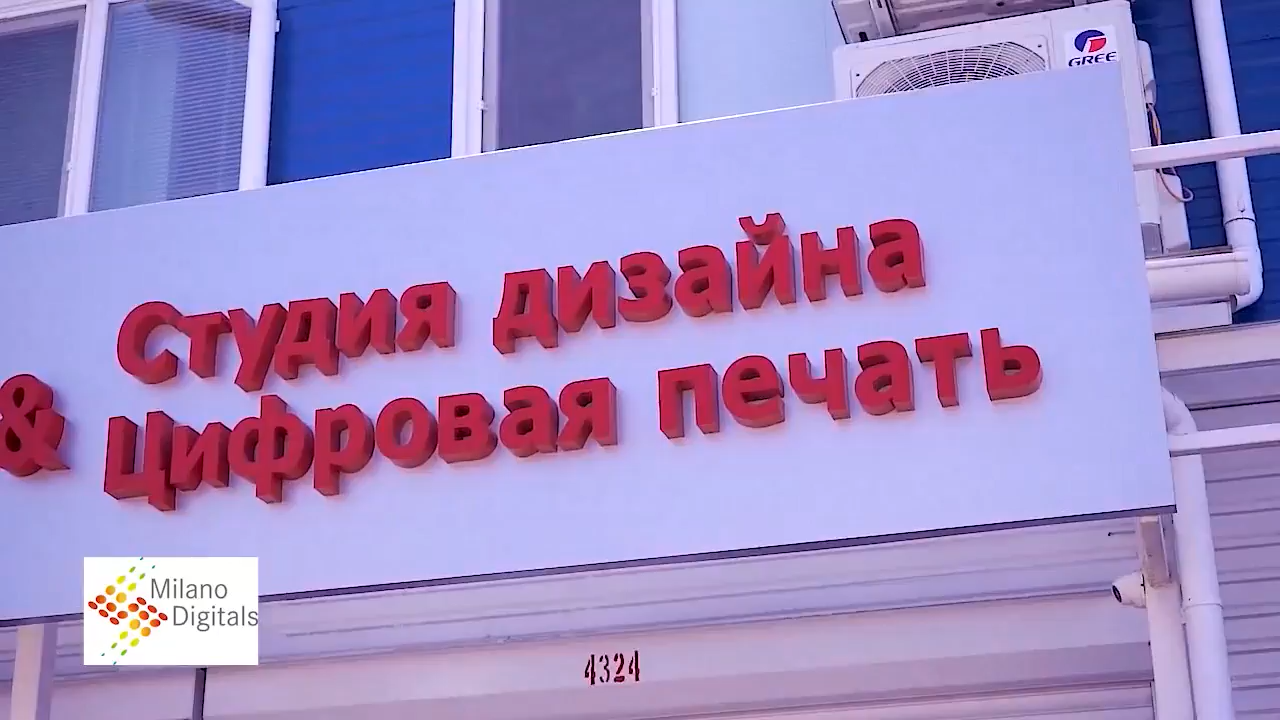 GREE
Студия дизайна
& Цифровая печать
Milano
Digitals
4324